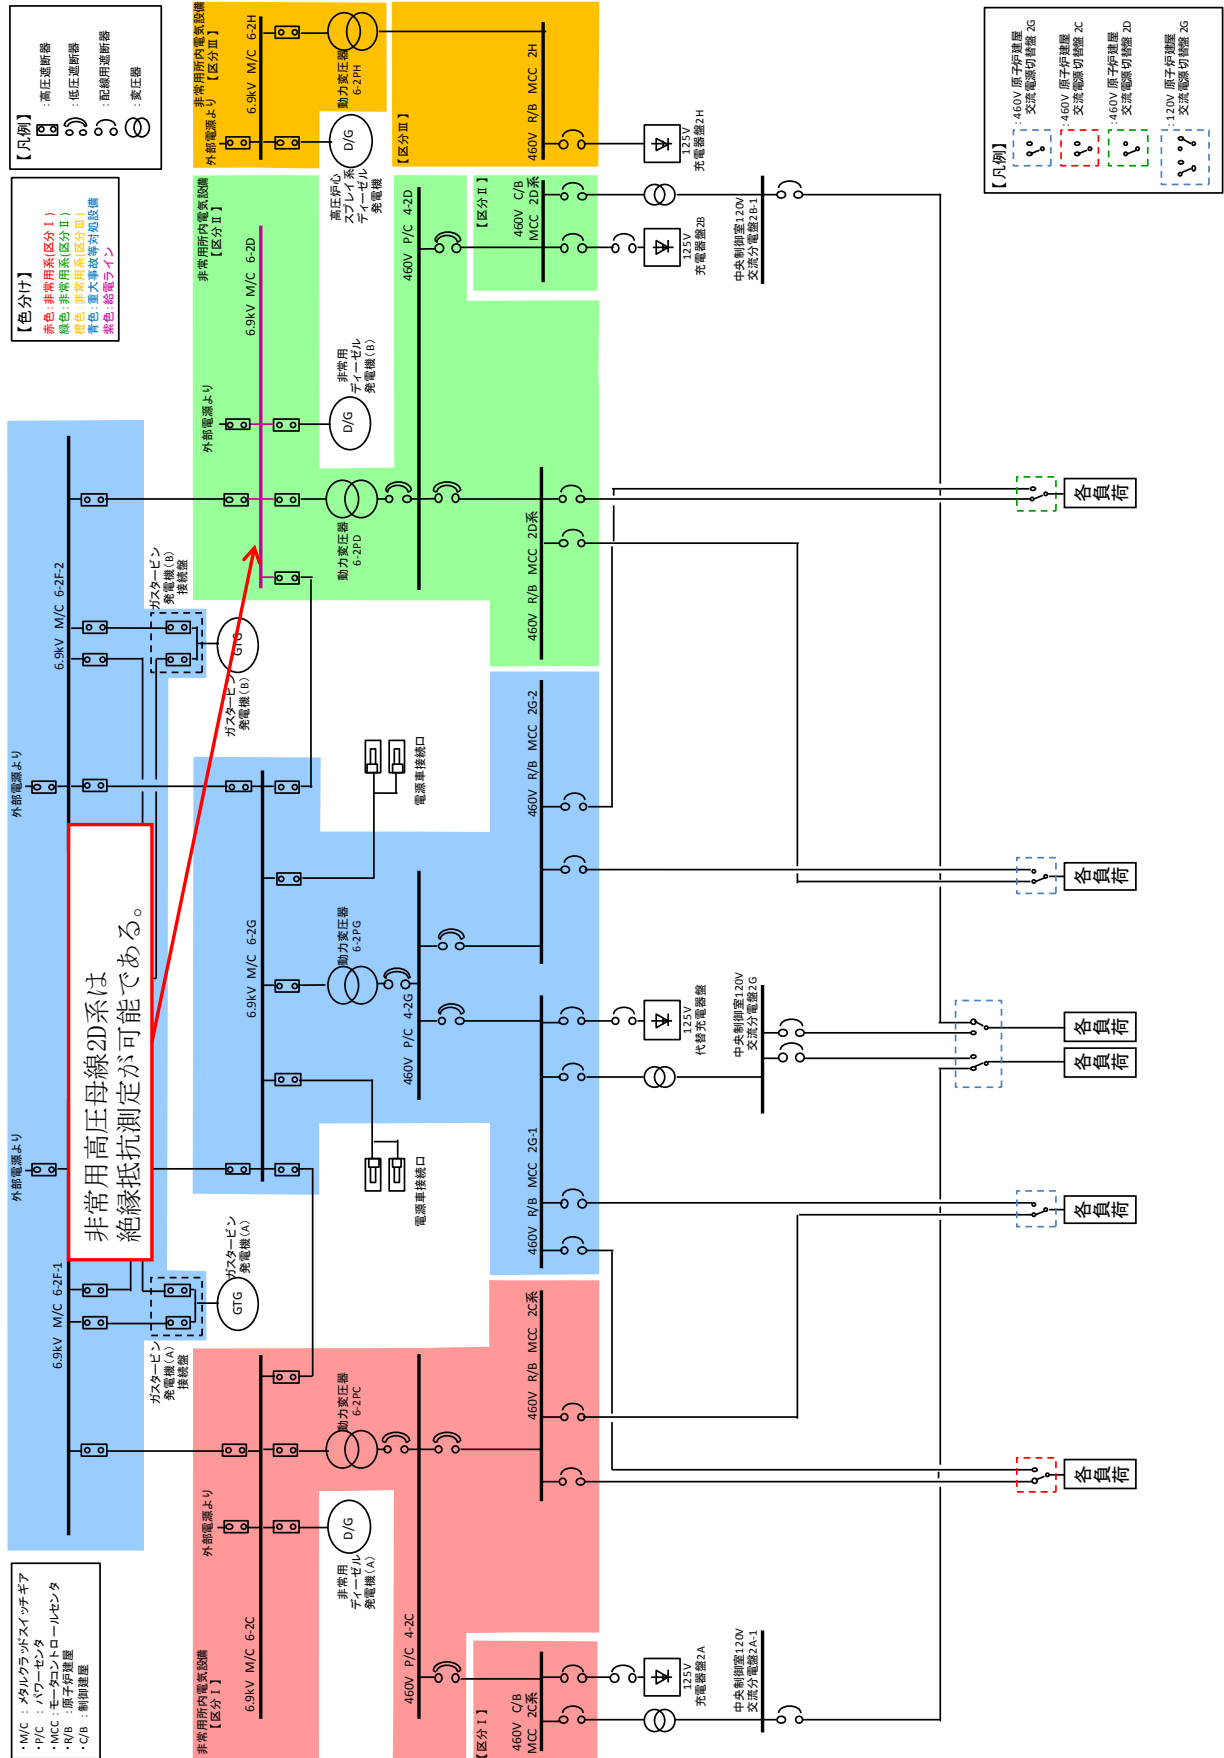 ・M/C ：メタルクラッドスイッチギア
・P/C ：パワーセンタ
・MCC：モータコントロールセンタ
・R/B ：原子炉建屋
・C/B ：制御建屋
【色分け】
赤色：非常用系(区分Ⅰ)
緑色：非常用系(区分Ⅱ)
橙色：非常用系(区分Ⅲ)
青色：重大事故等対処設備
紫色：給電ライン
【凡例】
：高圧遮断器
：低圧遮断器
：配線用遮断器
：変圧器
外部電源より
外部電源より
6.9kV M/C 6-2F-1
6.9kV M/C 6-2F-2
非常用高圧母線2D系は
絶縁抵抗測定が可能である。
ガスタービン
発電機(A)
接続盤
GTG
ガスタービン
発電機(A)
ガスタービン
発電機(B)
接続盤
GTG
ガスタービン
発電機(B)
非常用所内電気設備
【区分Ⅰ】
外部電源より
6.9kV M/C 6-2C
D/G
非常用
ディーゼル
発電機(A)
動力変圧器
6-2PC
460V P/C 4-2C
【区分Ⅰ】
460V C/B
MCC 2C系
460V R/B MCC 2C系
125V
充電器盤2A
中央制御室120V
交流分電盤2A-1
6.9kV M/C 6-2G
電源車接続口
動力変圧器
6-2PG
電源車接続口
460V P/C 4-2G
460V R/B MCC 2G-1
460V R/B MCC 2G-2
125V
代替充電器盤
中央制御室120V
交流分電盤2G
非常用所内電気設備
【区分Ⅱ】
外部電源より
6.9kV M/C 6-2D
動力変圧器
6-2PD
D/G
非常用
ディーゼル
発電機(B)
460V P/C 4-2D
460V R/B MCC 2D系
【区分Ⅱ】
460V C/B
MCC 2D系
125V
充電器盤2B
中央制御室120V
交流分電盤2B-1
非常用所内電気設備
【区分Ⅲ】
外部電源より
6.9kV M/C 6-2H
D/G
高圧炉心
スプレイ系
ディーゼル
発電機
動力変圧器
6-2PH
【区分Ⅲ】
460V R/B MCC 2H
125V
充電器盤2H
各負荷
各負荷
各負荷
各負荷
各負荷
各負荷
【凡例】
：460V 原子炉建屋
交流電源切替盤 2G
：460V 原子炉建屋
交流電源切替盤 2C
：460V 原子炉建屋
交流電源切替盤 2D
：120V 原子炉建屋
交流電源切替盤 2G